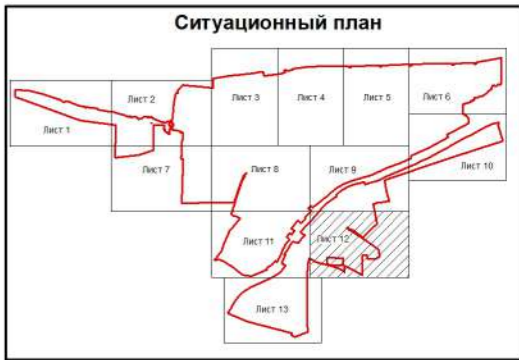 Ситуационный план
Лист 1
Лист 2
Лист 3
Лист 4
Лист 5
Лист 6
Лист 7
Лист 8
Лист 9
Лист 10
Лист 11
Лист 12
Лист 13